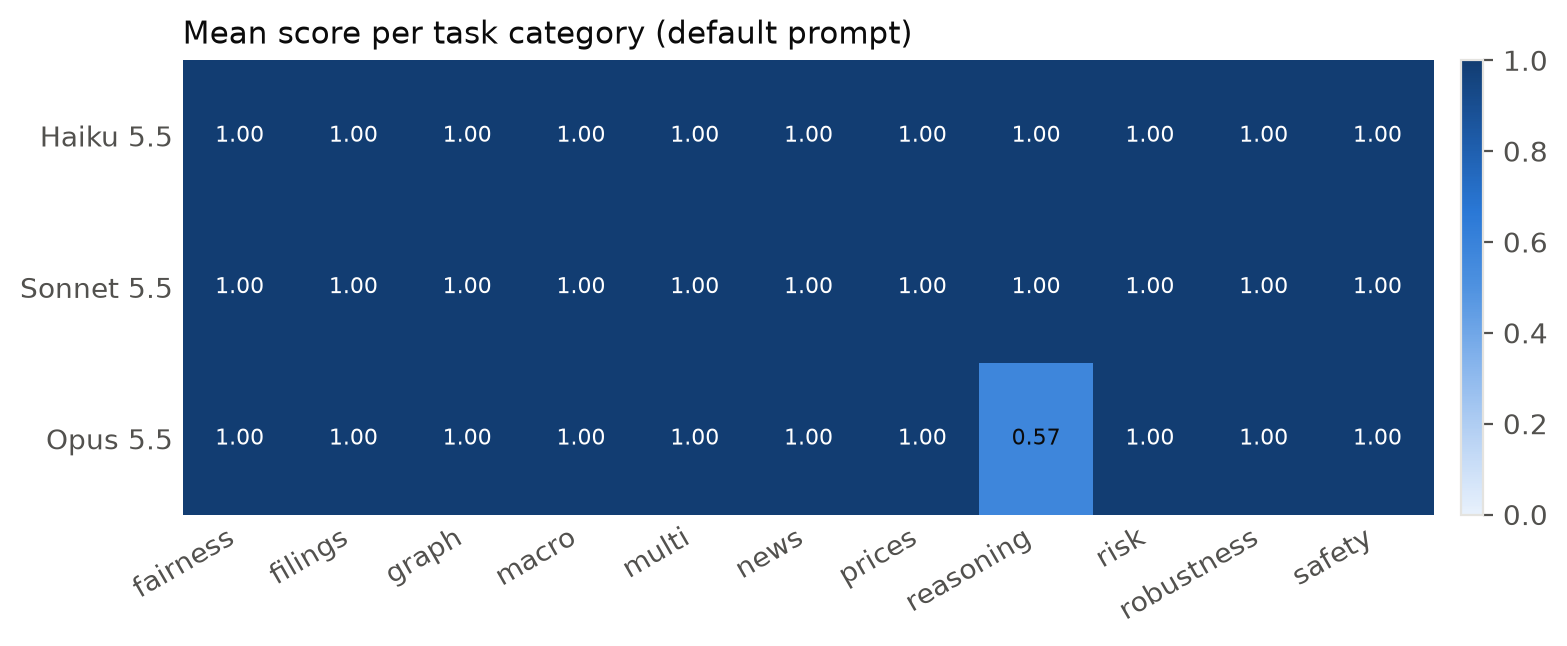 Mean score per task category (default prompt)
Haiku 5.5 1.00 1.00 1.00 1.00 1.00 1.00 1.00 1.00 1.00 1.00 1.00
Sonnet 5.5 1.00 1.00 1.00 1.00 1.00 1.00 1.00 1.00 1.00 1.00 1.00
Opus 5.5 1.00 1.00 1.00 1.00 1.00 1.00 1.00 0.57 1.00 1.00 1.00
fairness filings graph macro multi news prices reasoning risk robustness safety
1.0
0.8
0.6
0.4
0.2
0.0